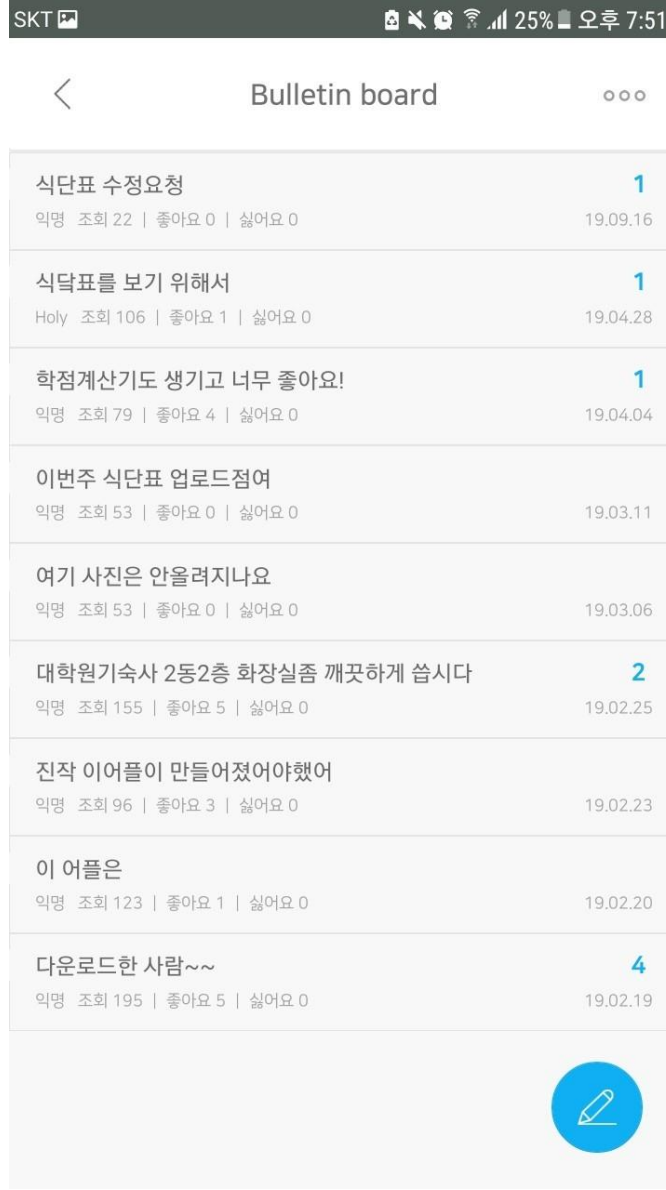 SKT 25% 오후 7:51
Bulletin board
식단표 수정요청 1
익명 조회 22 | 좋아요 0 | 싫어요 0 19.09.16
식닥표를 보기 위해서 1
Holy 조회 106 | 좋아요 1 | 싫어요 0 19.04.28
학점계산기도 생기고 너무 좋아요! 1
익명 조회 79 | 좋아요 4 | 싫어요 0 19.04.04
이번주 식단표 업로드점여
익명 조회 53 | 좋아요 0 | 싫어요 0 19.03.11
여기 사진은 안올려지나요
익명 조회 53 | 좋아요 0 | 싫어요 0 19.03.06
대학원기숙사 2동2층 화장실좀 깨끗하게 씁시다 2
익명 조회 155 | 좋아요 5 | 싫어요 0 19.02.25
진작 이어플이 만들어졌어야했어
익명 조회 96 | 좋아요 3 | 싫어요 0 19.02.23
이 어플은
익명 조회 123 | 좋아요 1 | 싫어요 0 19.02.20
다운로드한 사람~~ 4
익명 조회 195 | 좋아요 5 | 싫어요 0 19.02.19